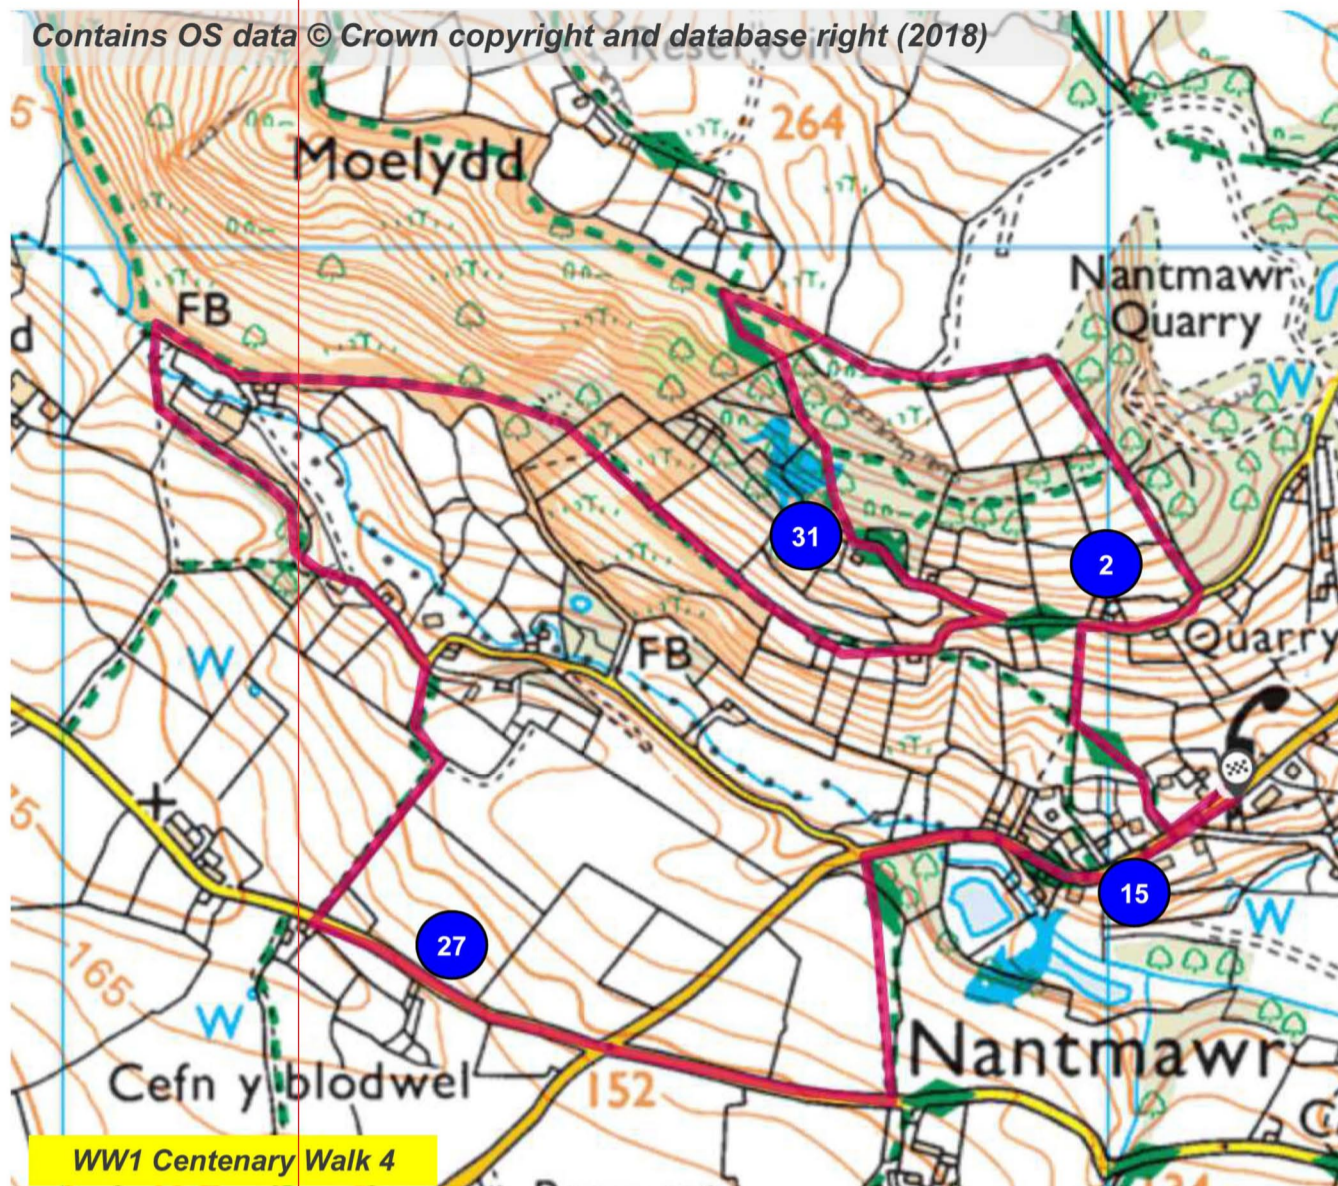 Contains OS data © Crown copyright and database right (2018)
Reservoir
264
Moelydd
Nantmawr
Quarry
FB
d
W
31
2
FB
Quarry
W
15
W
27
165
W
Nantmawr
Cefn y blodwel
152
WW1 Centenary Walk 4